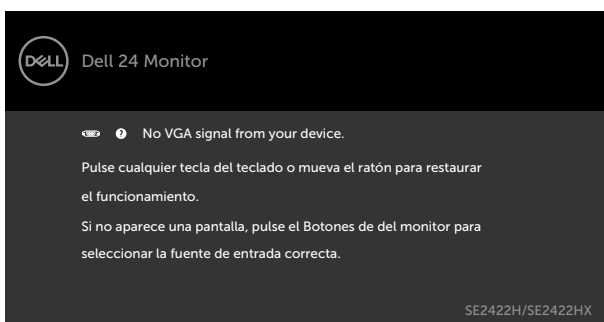 DELL
Dell 24 Monitor
? No VGA signal from your device.
Pulse cualquier tecla del teclado o mueva el ratón para restaurar
el funcionamiento.
Si no aparece una pantalla, pulse el Botones de del monitor para
seleccionar la fuente de entrada correcta.
SE2422H/SE2422HX